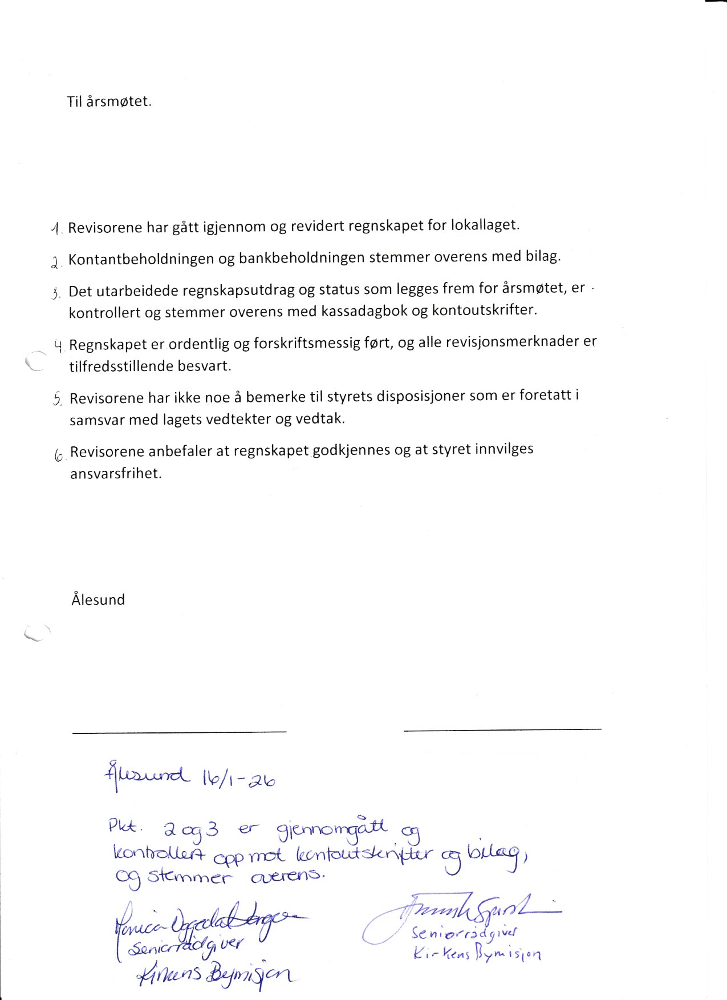 Til årsmøtet.
1. Revisorene har gått igjennom og revidert regnskapet for lokallaget.
2. Kontantbeholdningen og bankbeholdningen stemmer overens med bilag.
3. Det utarbeidede regnskapsutdrag og status som legges frem for årsmøtet, er
kontrollert og stemmer overens med kassadagbok og kontoutskrifter.
4 Regnskapet er ordentlig og forskriftsmessig ført, og alle revisjonsmerknader er
tilfredsstillende besvart.
5. Revisorene har ikke noe å bemerke til styrets disposisjoner som er foretatt i
samsvar med lagets vedtekter og vedtak.
6. Revisorene anbefaler at regnskapet godkjennes og at styret innvilges
ansvarsfrihet.
Ålesund
Ålesund 16/1-26
Pkt. 2 og 3 er gjennomgått og
kontrollert opp mot kontoutskrifter og bilag,
og stemmer overens.
Monica
Seniorrådgiver
Kirkens Bymisjon
Seniorrådgiver
Kirkens Bymisjon